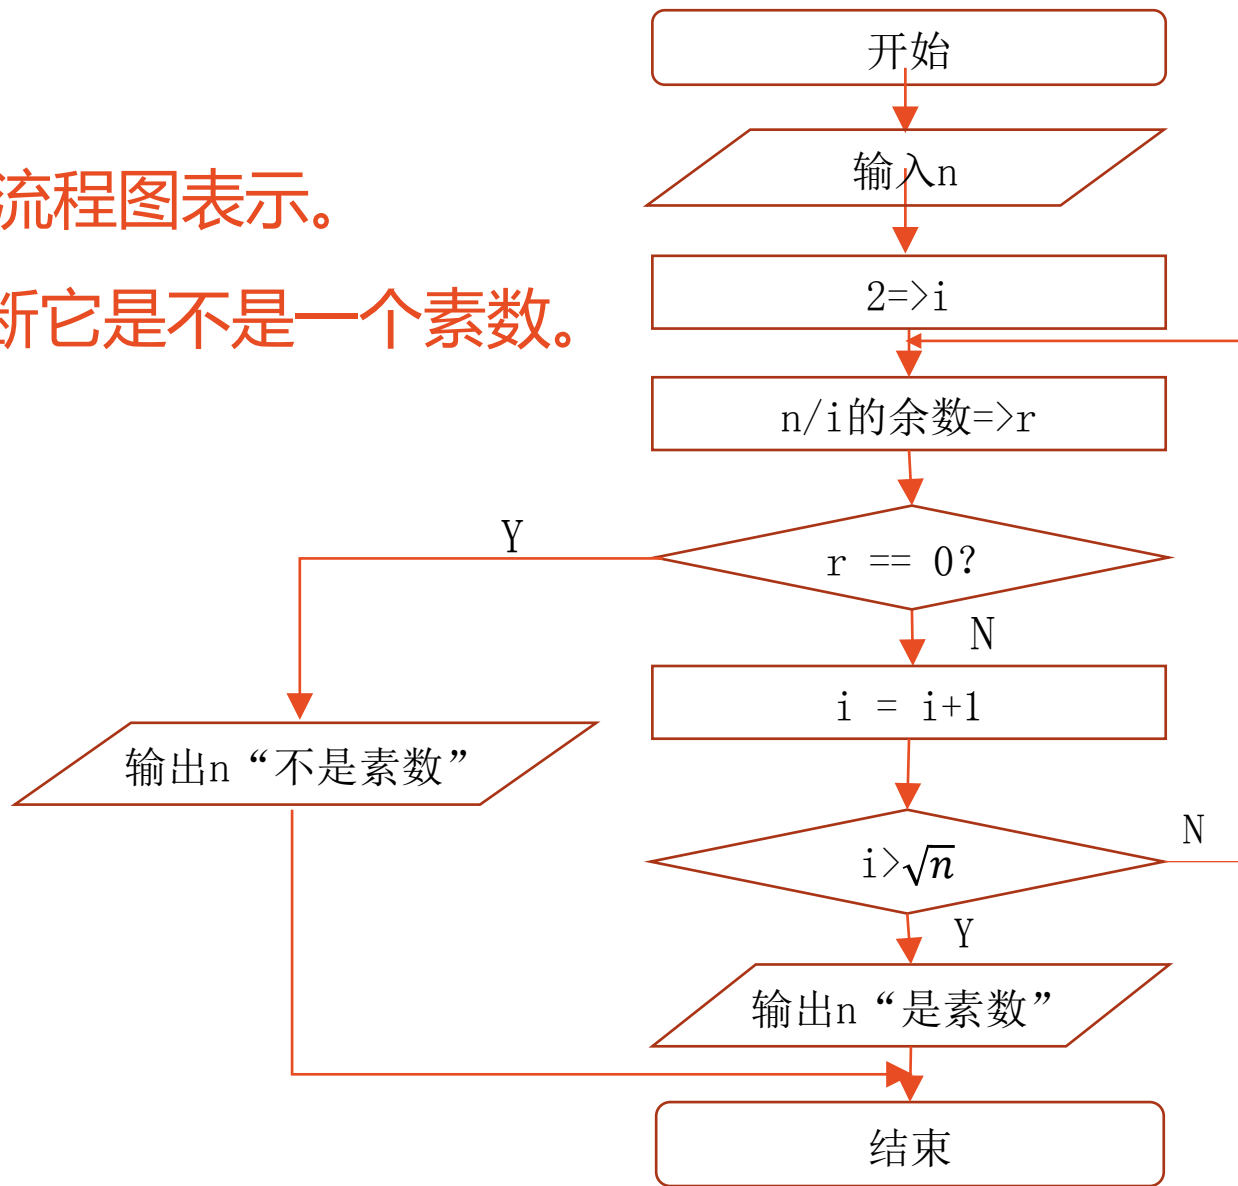 开始
输入n
流程图表示。
2=>i
断它是不是一个素数。
n/i的余数=>r
Y
r == 0?
N
i = i+1
输出n“不是素数”
N
i>√n
Y
输出n“是素数”
结束